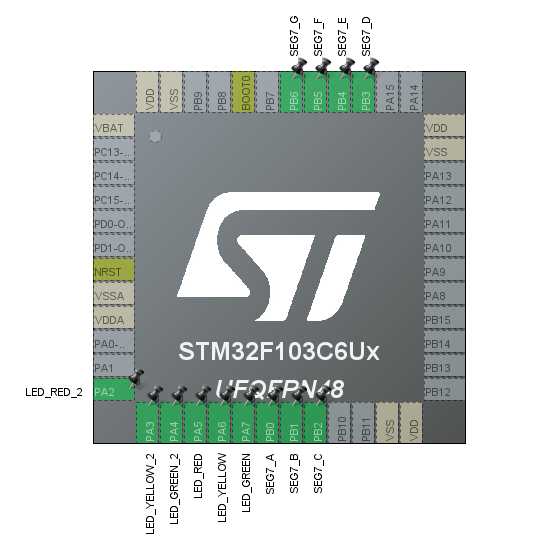 SEG7_G
SEG7_F
SEG7_E
SEG7_D
VDD
VSS
PB9
PB8
BOOT0
PB7
PB6
PB5
PB4
PB3
PA15
PA14
VBAT
PC13-..
PC14-..
PC15-..
PD0-O..
PD1-O..
NRST
VSSA
VDDA
PA0-..
PA1
PA2
LED_RED_2
VDD
VSS
PA13
PA12
PA11
PA10
PA9
PA8
PB15
PB14
PB13
PB12
ST
STM32F103C6Ux
UFQFPN48
PA3
PA4
PA5
PA6
PA7
PB0
PB1
PB2
PB10
PB11
VSS
VDD
LED_YELLOW_2
LED_GREEN_2
LED_RED
LED_YELLOW
LED_GREEN
SEG7_A
SEG7_B
SEG7_C